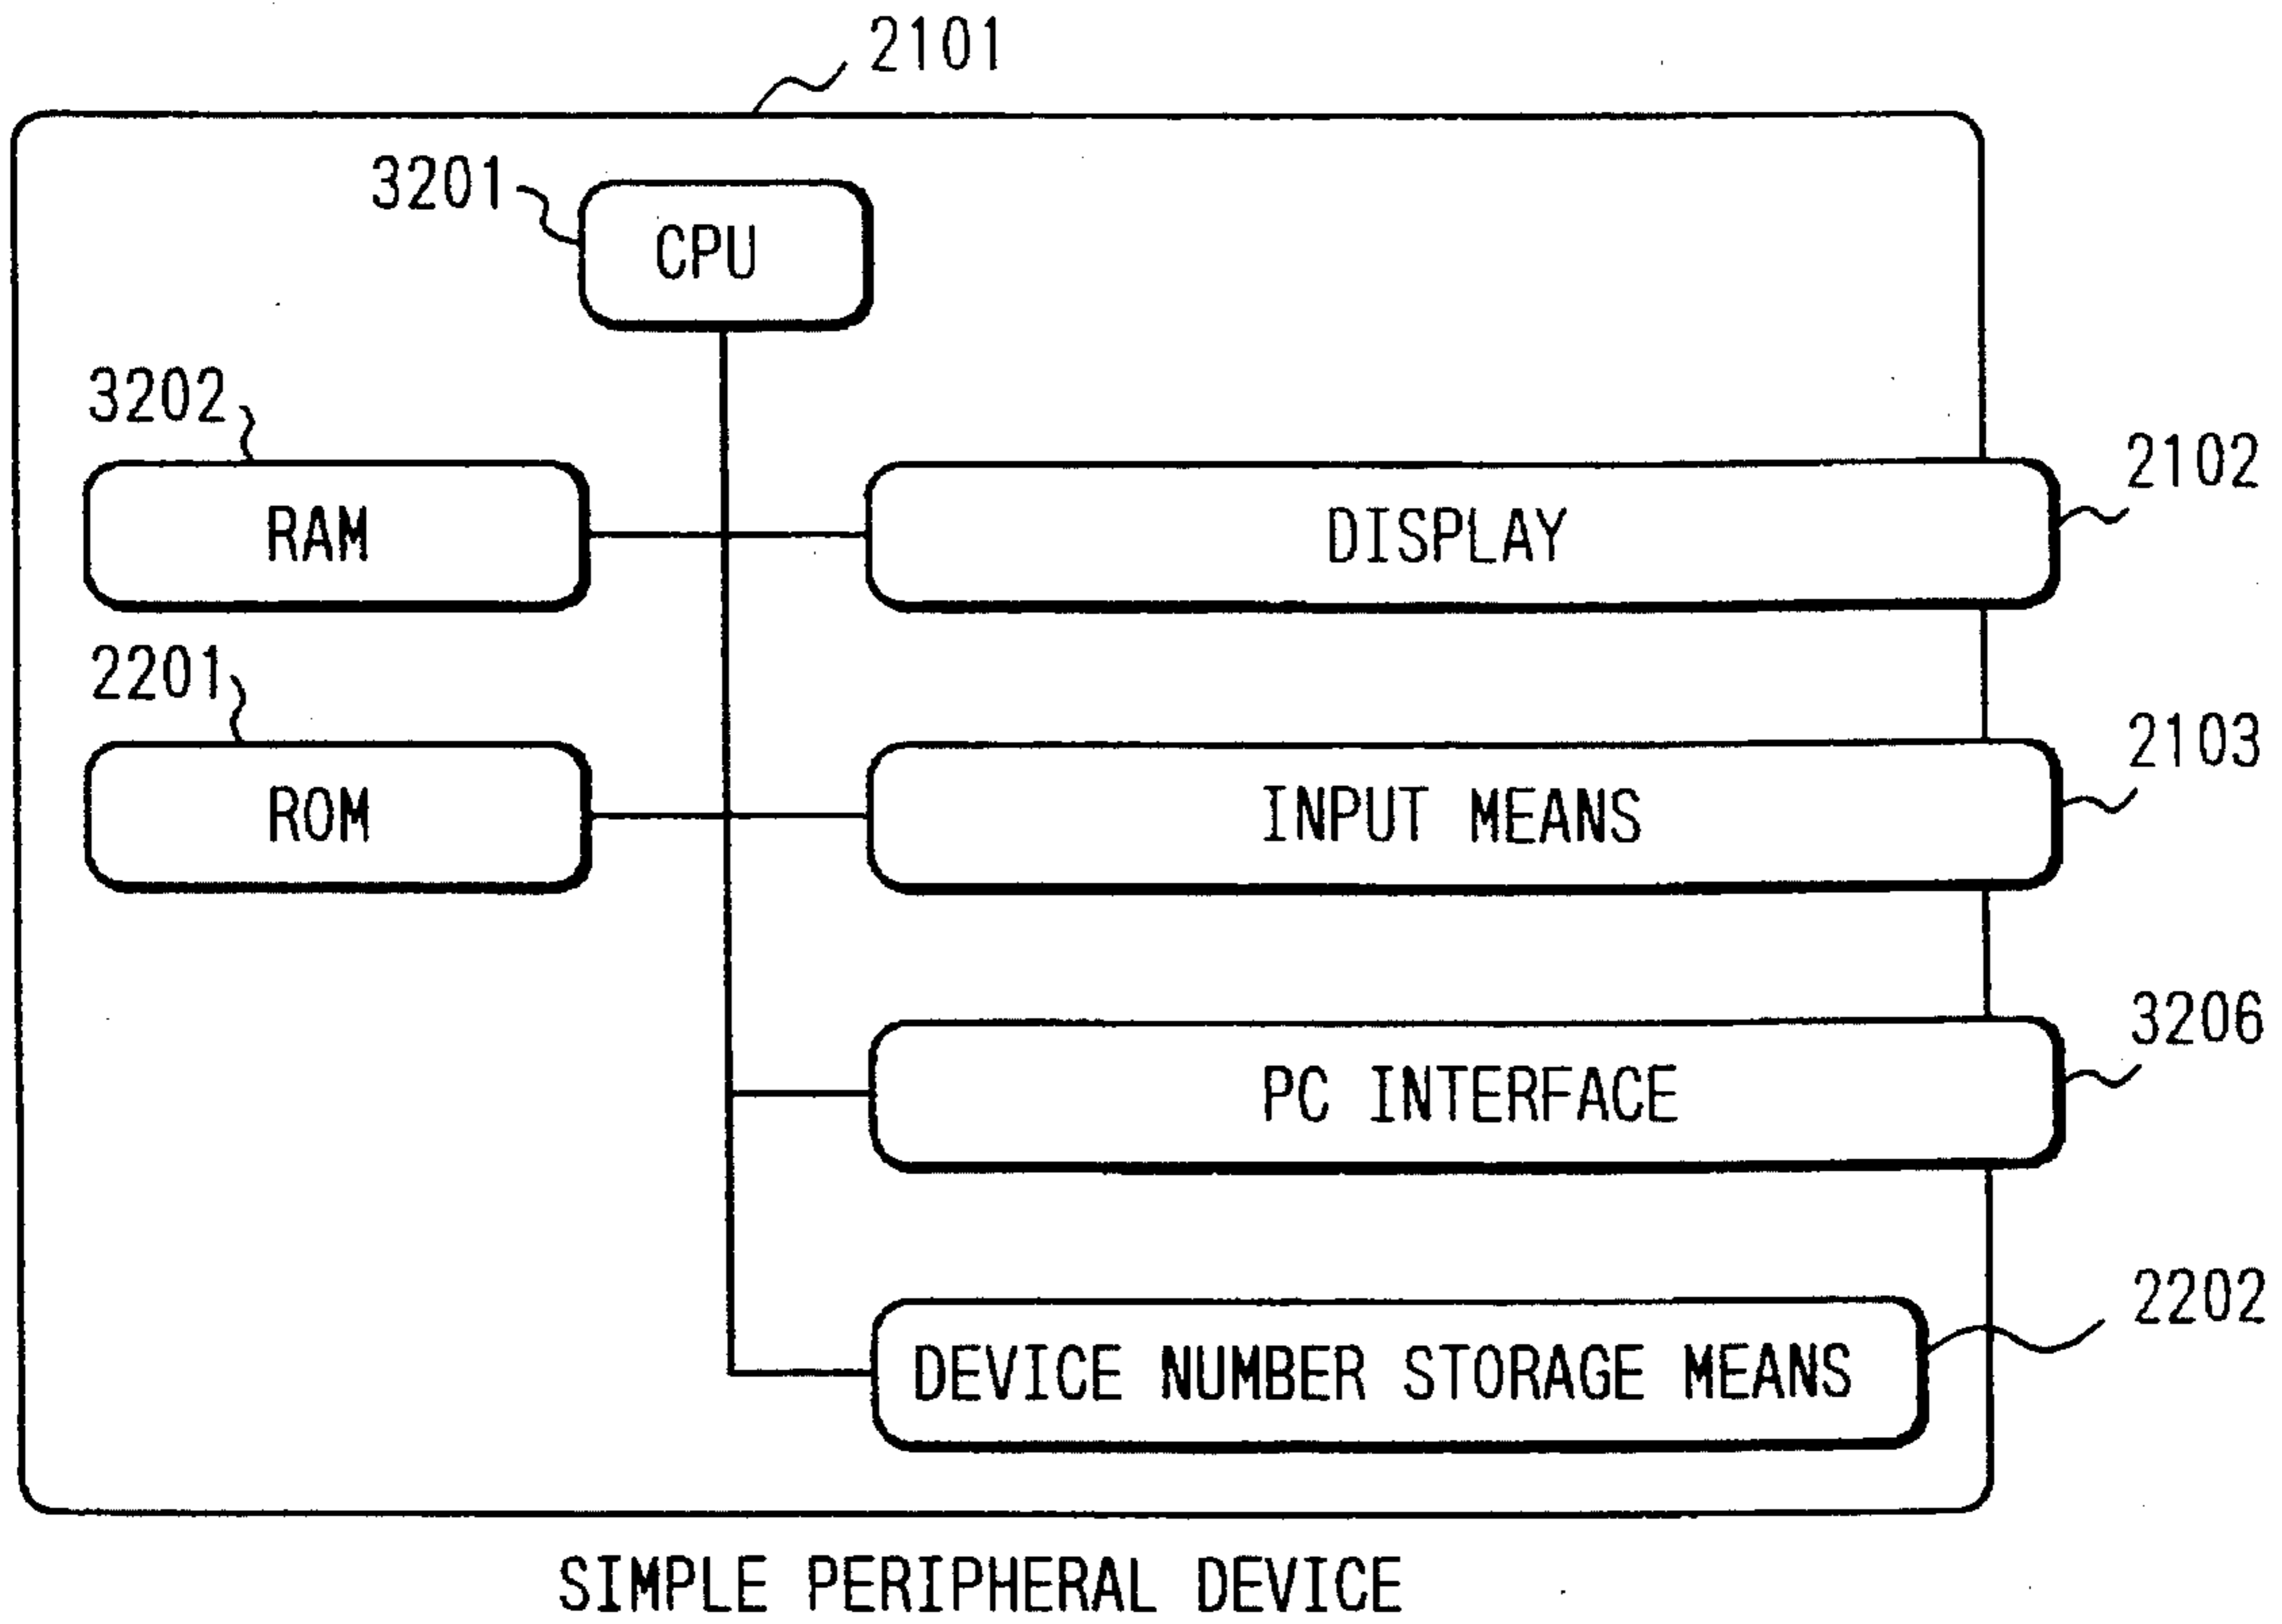 2101
3201
CPU
3202
RAM
DISPLAY
2102
2201
ROM
INPUT MEANS
2103
PC INTERFACE
3206
DEVICE NUMBER STORAGE MEANS
2202
SIMPLE PERIPHERAL DEVICE